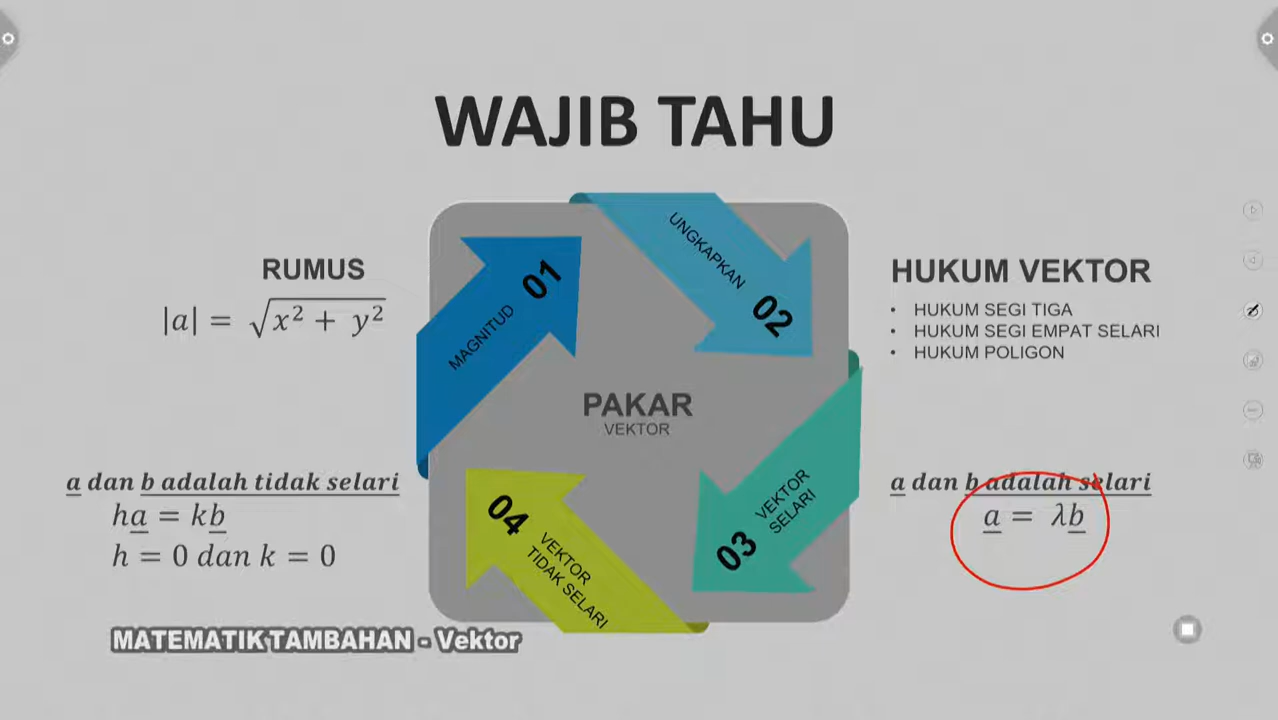 WAJIB TAHU
RUMUS
|a| = √(x² + y²)
01
MAGNITUD
UNGKAPKAN
02
HUKUM VEKTOR
• HUKUM SEGI TIGA
• HUKUM SEGI EMPAT SELARI
• HUKUM POLIGON
PAKAR
VEKTOR
a dan b adalah tidak selari
ha = kb
h = 0 dan k = 0
04
VEKTOR
TIDAK SELARI
03
VEKTOR
SELARI
a dan b adalah selari
a = λb
MATEMATIK TAMBAHAN - Vektor